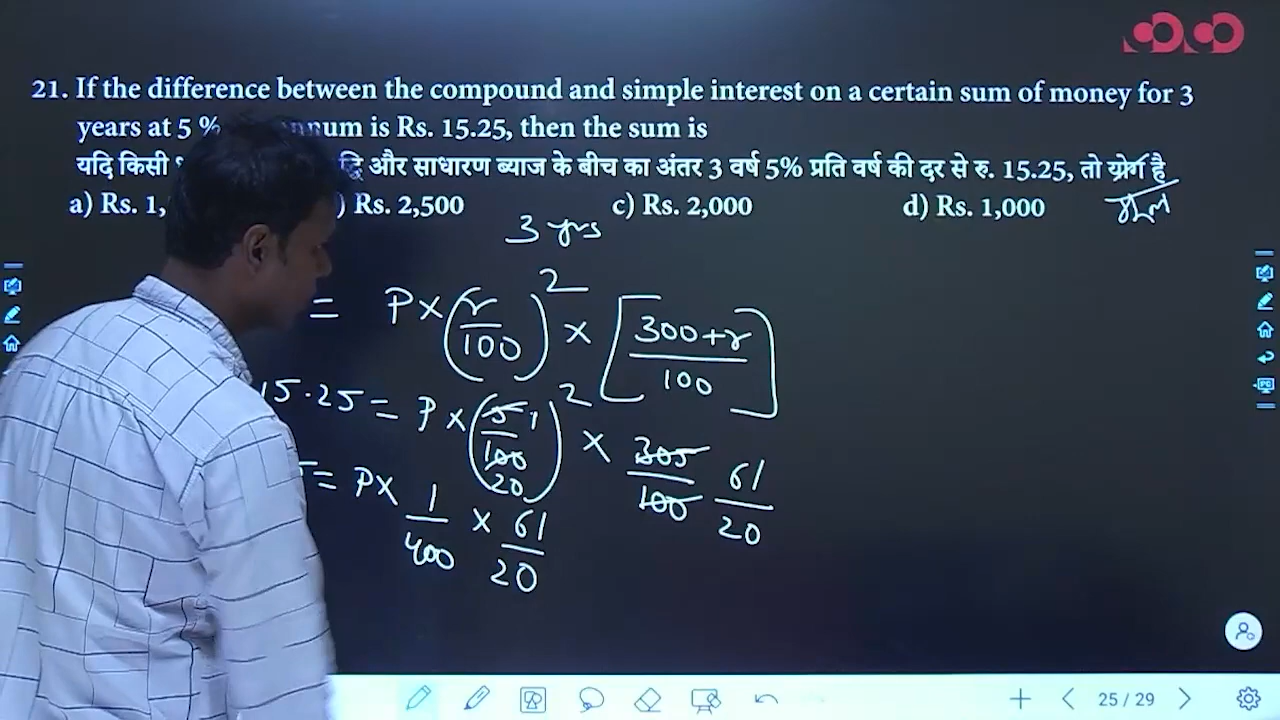 21. If the difference between the compound and simple interest on a certain sum of money for 3
years at 5 % nnum is Rs. 15.25, then the sum is
यदि किसी द्धि और साधारण ब्याज के बीच का अंतर 3 वर्ष 5% प्रति वर्ष की दर से रु. 15.25, तो योग है
मूल
a) Rs. 1, ) Rs. 2,500 c) Rs. 2,000 d) Rs. 1,000
3 yrs
= P × (r/100)² × [300+r/100]
15.25 = P × (5/100 1/20)² × 305/100 61/20
5 = P × 1/400 × 61/20
25 / 29